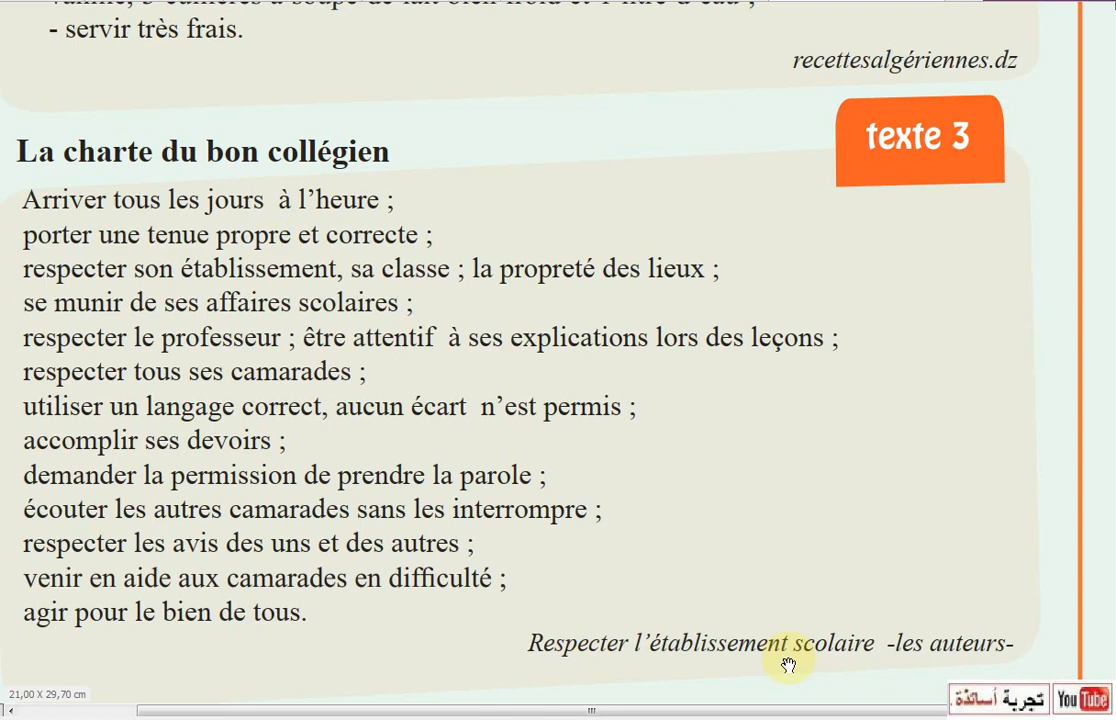 - servir très frais.
recettesalgériennes.dz
texte 3
La charte du bon collégien
Arriver tous les jours à l’heure ;
porter une tenue propre et correcte ;
respecter son établissement, sa classe ; la propreté des lieux ;
se munir de ses affaires scolaires ;
respecter le professeur ; être attentif à ses explications lors des leçons ;
respecter tous ses camarades ;
utiliser un langage correct, aucun écart n’est permis ;
accomplir ses devoirs ;
demander la permission de prendre la parole ;
écouter les autres camarades sans les interrompre ;
respecter les avis des uns et des autres ;
venir en aide aux camarades en difficulté ;
agir pour le bien de tous.
Respecter l’établissement scolaire -les auteurs-
21,00 X 29,70 cm
تجربة أساتذة. YouTube